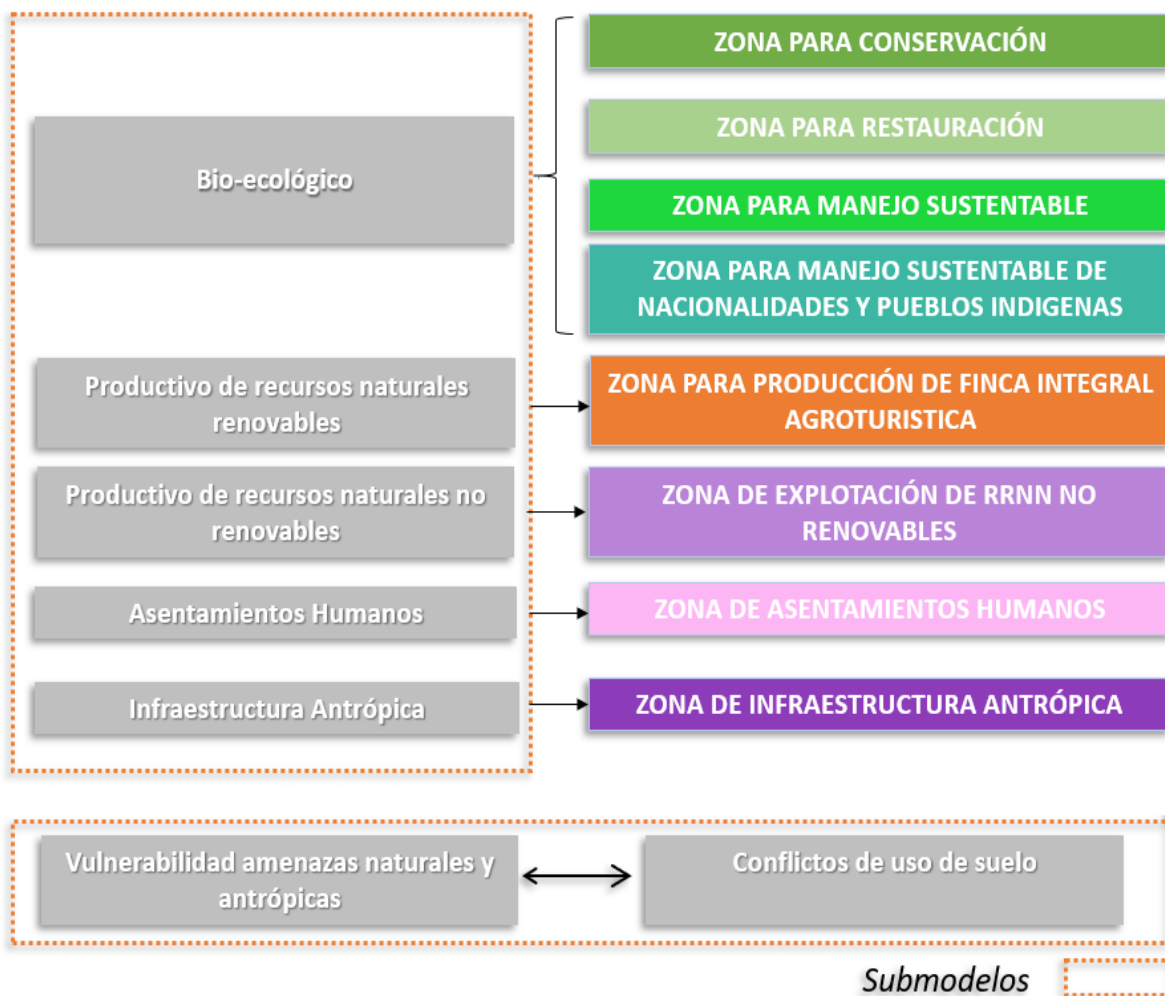 ZONA PARA CONSERVACIÓN
ZONA PARA RESTAURACIÓN
Bio-ecológico
ZONA PARA MANEJO SUSTENTABLE
ZONA PARA MANEJO SUSTENTABLE DE
NACIONALIDADES Y PUEBLOS INDIGENAS
Productivo de recursos naturales
renovables
ZONA PARA PRODUCCIÓN DE FINCA INTEGRAL
AGROTURISTICA
Productivo de recursos naturales no
renovables
ZONA DE EXPLOTACIÓN DE RRNN NO
RENOVABLES
Asentamientos Humanos
ZONA DE ASENTAMIENTOS HUMANOS
Infraestructura Antrópica
ZONA DE INFRAESTRUCTURA ANTRÓPICA
Vulnerabilidad amenazas naturales y
antrópicas
Conflictos de uso de suelo
Submodelos